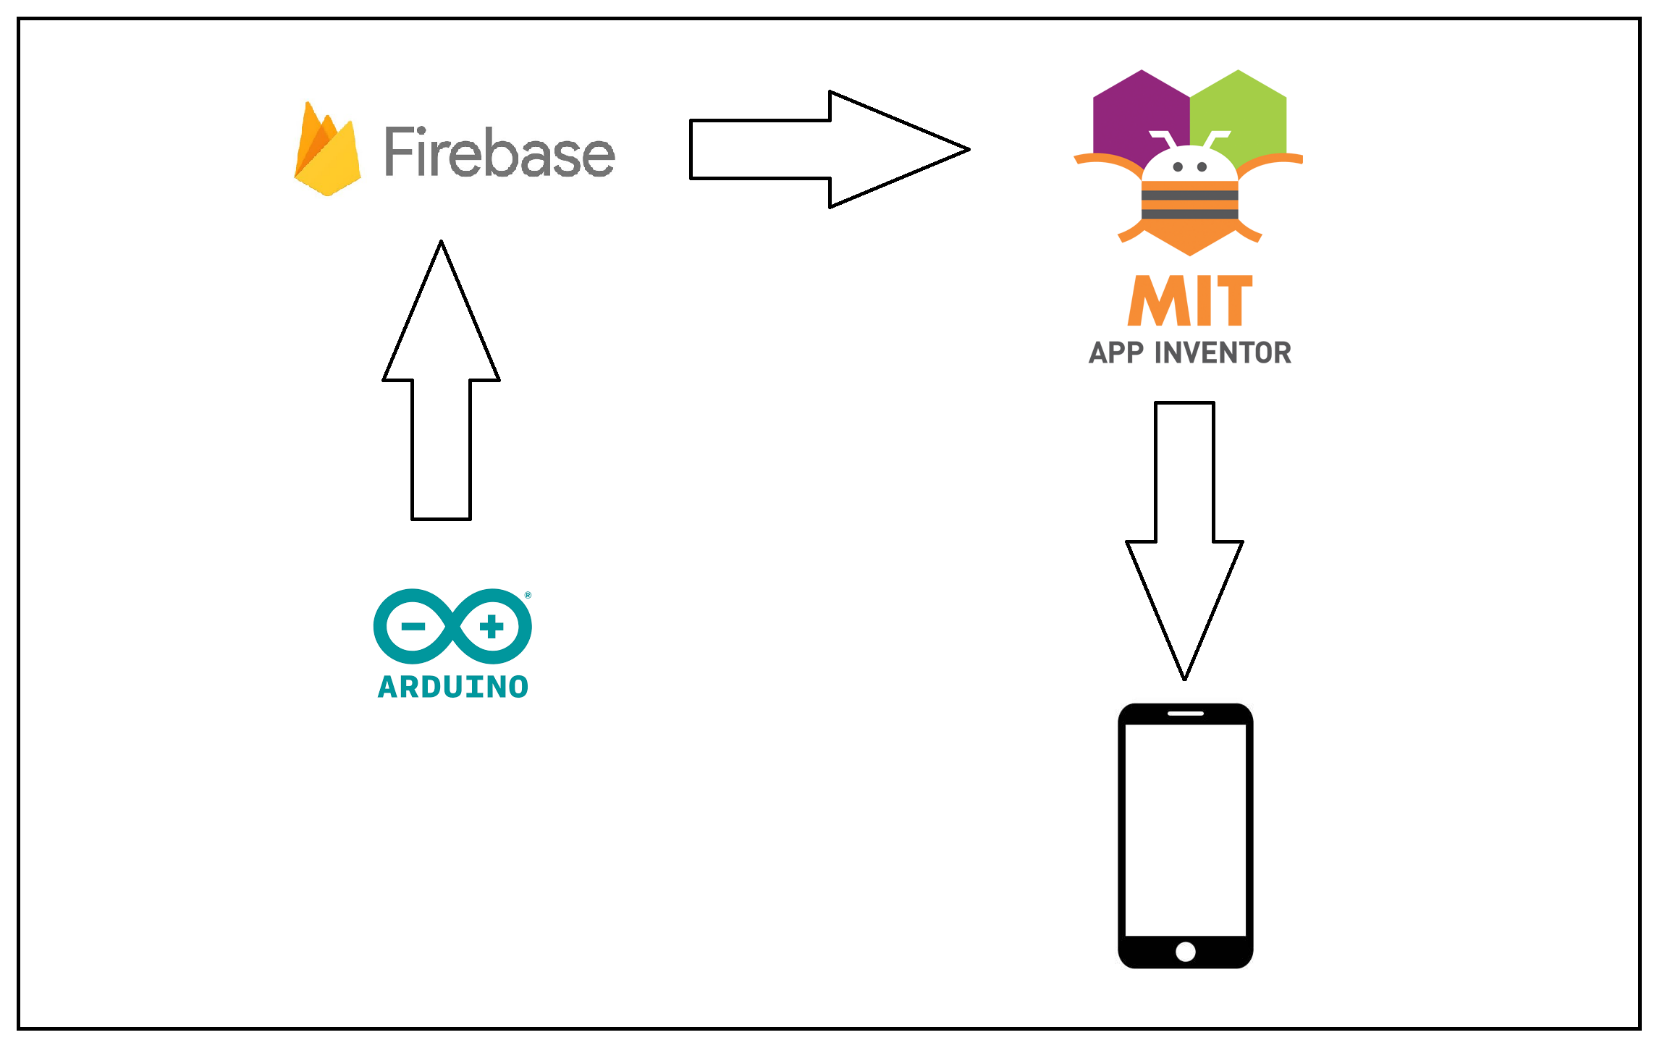 Firebase
MIT
APP INVENTOR
ARDUINO
®